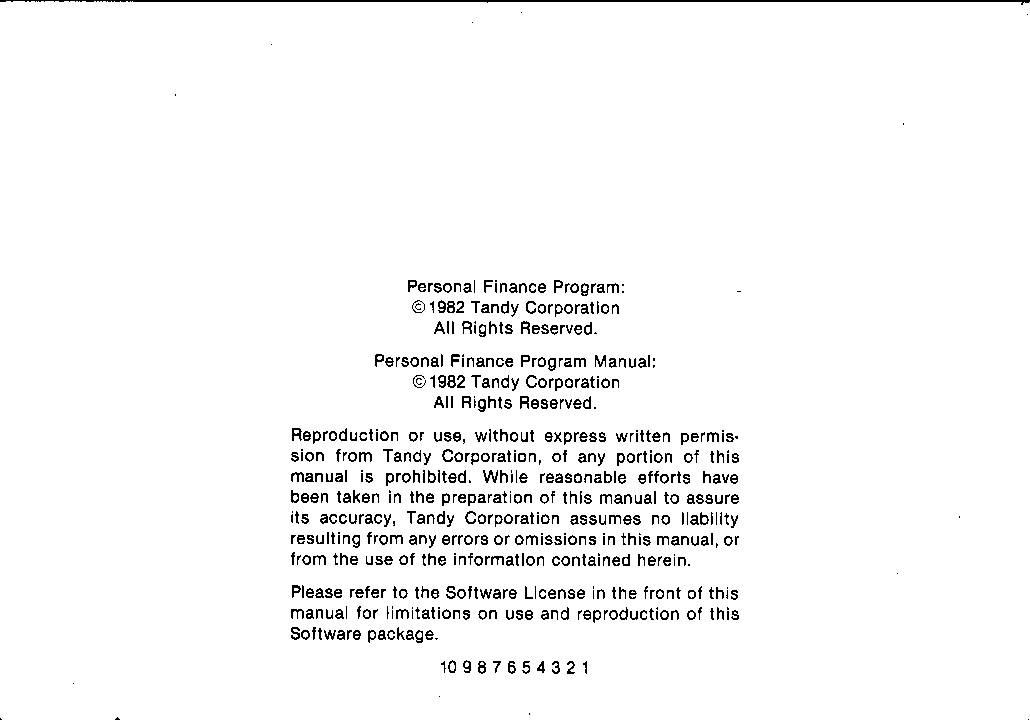 Personal Finance Program:
©1982 Tandy Corporation
All Rights Reserved.
Personal Finance Program Manual:
©1982 Tandy Corporation
All Rights Reserved.
Reproduction or use, without express written permis-
sion from Tandy Corporation, of any portion of this
manual is prohibited. While reasonable efforts have
been taken in the preparation of this manual to assure
its accuracy, Tandy Corporation assumes no liability
resulting from any errors or omissions in this manual, or
from the use of the information contained herein.
Please refer to the Software License in the front of this
manual for limitations on use and reproduction of this
Software package.
10 9 8 7 6 5 4 3 2 1